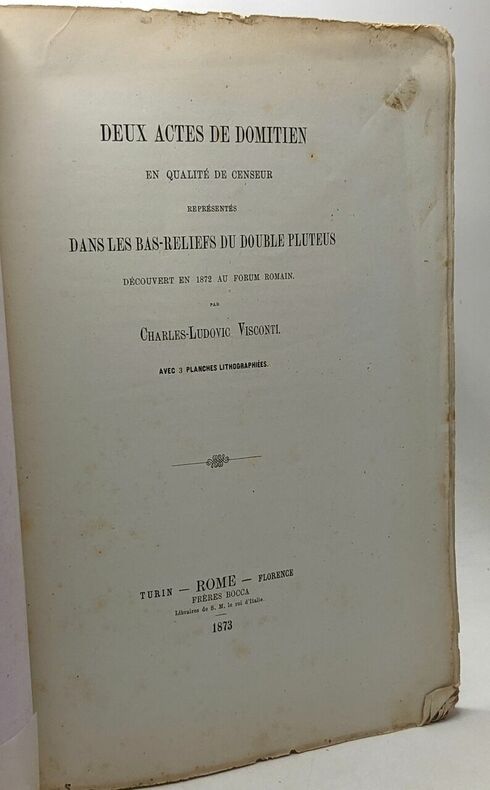 DEUX ACTES DE DOMITIEN
EN QUALITÉ DE CENSEUR
REPRÉSENTÉS
DANS LES BAS-RELIEFS DU DOUBLE PLUTEUS
DÉCOUVERT EN 1872 AU FORUM ROMAIN.
PAR
CHARLES-LUDOVIC VISCONTI.
AVEC 3 PLANCHES LITHOGRAPHIÉES.
TURIN — ROME — FLORENCE
FRÈRES BOCCA
Libraires de S. M. le roi d'Italie
1873